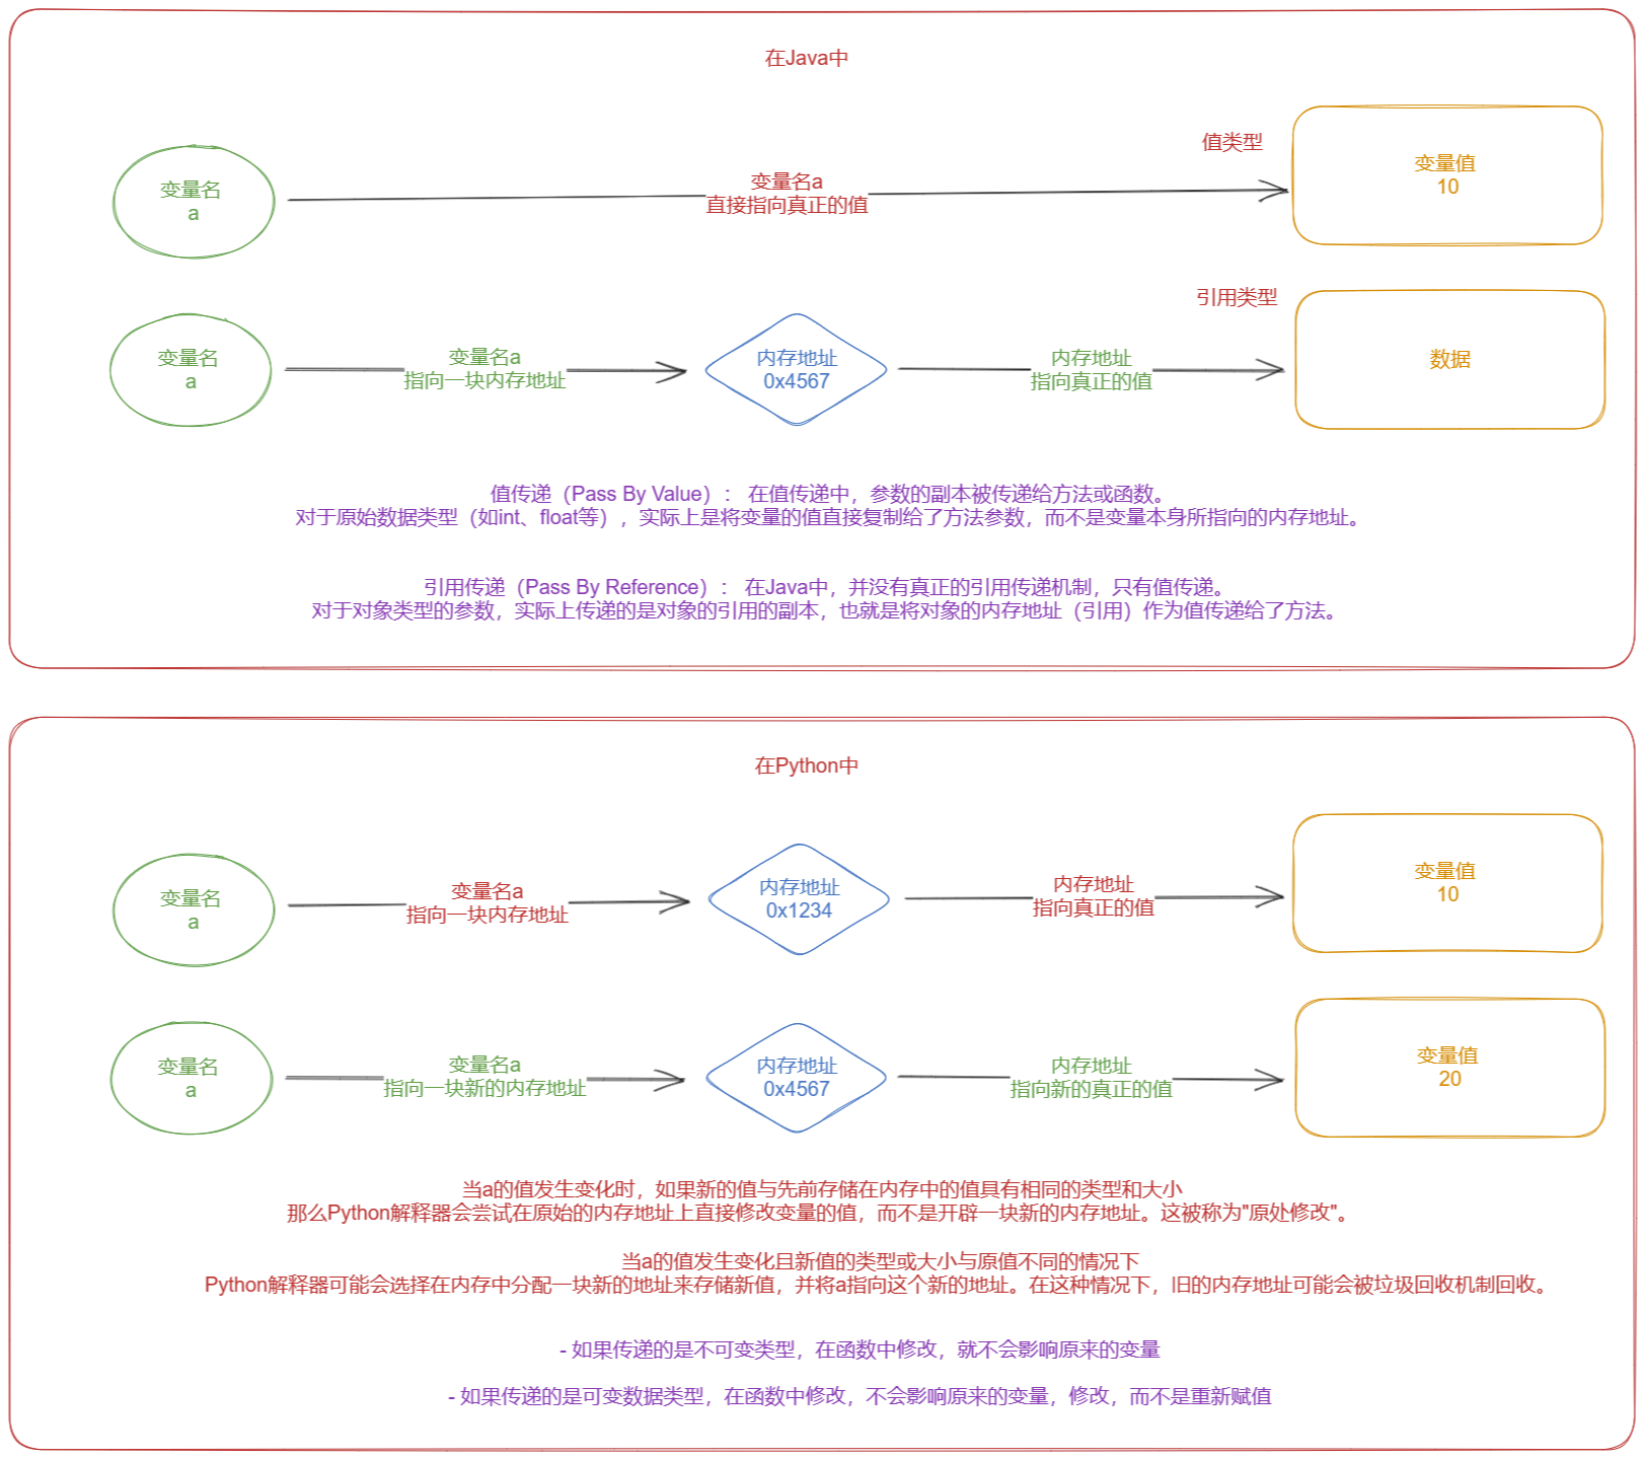 在Java中
值类型
变量名
a
变量名a
直接指向真正的值
变量值
10
引用类型
变量名
a
变量名a
指向一块内存地址
内存地址
0x4567
内存地址
指向真正的值
数据
值传递（Pass By Value）： 在值传递中，参数的副本被传递给方法或函数。
对于原始数据类型（如int、float等），实际上是将变量的值直接复制给了方法参数，而不是变量本身所指向的内存地址。
引用传递（Pass By Reference）： 在Java中，并没有真正的引用传递机制，只有值传递。
对于对象类型的参数，实际上传递的是对象的引用的副本，也就是将对象的内存地址（引用）作为值传递给了方法。
在Python中
变量名
a
变量名a
指向一块内存地址
内存地址
0x1234
内存地址
指向真正的值
变量值
10
变量名
a
变量名a
指向一块新的内存地址
内存地址
0x4567
内存地址
指向新的真正的值
变量值
20
当a的值发生变化时，如果新的值与先前存储在内存中的值具有相同的类型和大小
那么Python解释器会尝试在原始的内存地址上直接修改变量的值，而不是开辟一块新的内存地址。这被称为"原处修改"。
当a的值发生变化且新值的类型或大小与原值不同的情况下
Python解释器可能会选择在内存中分配一块新的地址来存储新值，并将a指向这个新的地址。在这种情况下，旧的内存地址可能会被垃圾回收机制回收。
- 如果传递的是不可变类型，在函数中修改，就不会影响原来的变量
- 如果传递的是可变数据类型，在函数中修改，不会影响原来的变量，修改，而不是重新赋值